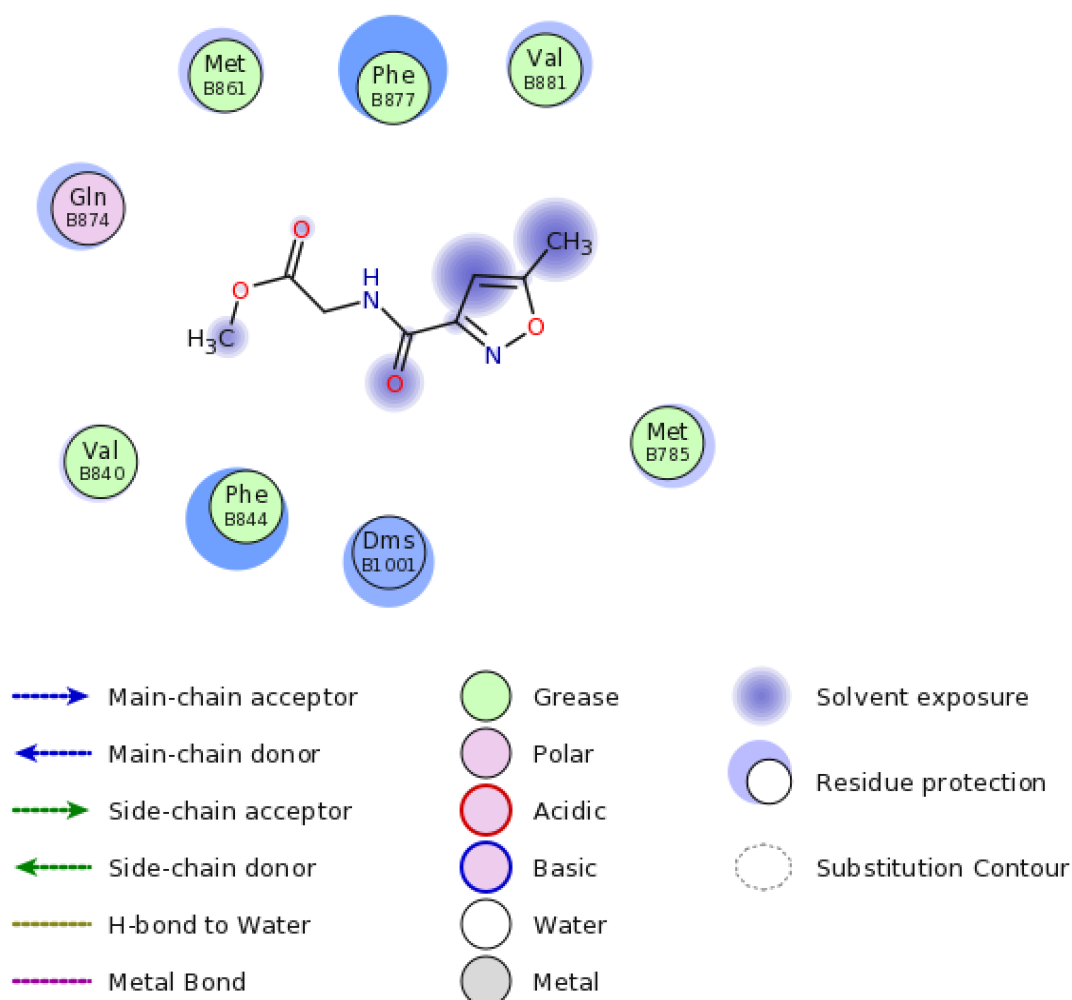 Met
B861
Phe
B877
Val
B881
Gln
B874
O
CH3
H
N
O
O
H3C
N
O
Met
B785
Val
B840
Phe
B844
Dms
B1001
Main-chain acceptor
Grease
Solvent exposure
Main-chain donor
Polar
Residue protection
Side-chain acceptor
Acidic
Side-chain donor
Basic
Substitution Contour
H-bond to Water
Water
Metal Bond
Metal